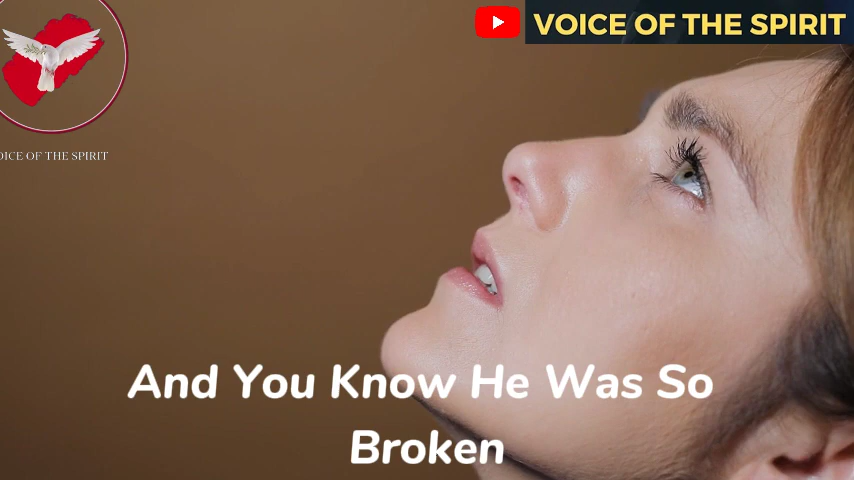 VOICE OF THE SPIRIT
OICE OF THE SPIRIT
And You Know He Was So
Broken